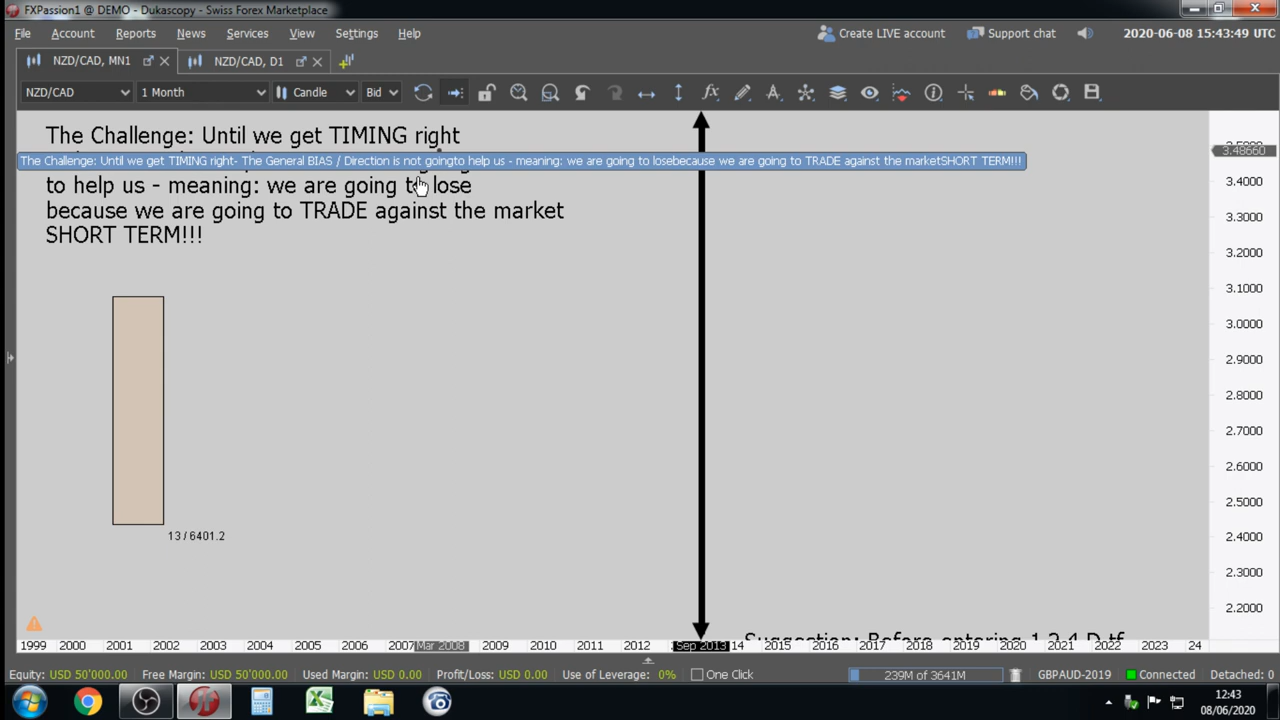 FXPassion1 @ DEMO - Dukascopy - Swiss Forex Marketplace
File Account Reports News Services View Settings Help
Create LIVE account Support chat 2020-06-08 15:43:49 UTC
NZD/CAD, MN1 NZD/CAD, D1
NZD/CAD 1 Month Candle Bid
The Challenge: Until we get TIMING right
The Challenge: Until we get TIMING right- The General BIAS / Direction is not goingto help us - meaning: we are going to losebecause we are going to TRADE against the marketSHORT TERM!!!
to help us - meaning: we are going to lose
because we are going to TRADE against the market
SHORT TERM!!!
3.48660
3.4000
3.3000
3.2000
3.1000
3.0000
2.9000
2.8000
2.7000
2.6000
2.5000
2.4000
2.3000
2.2000
13 / 6401.2
Suggestion: Before entering 1,2,4,D tf
1999 2000 2001 2002 2003 2004 2005 2006 2007 Mar 2008 2009 2010 2011 2012 Sep 2013 14 2015 2016 2017 2018 2019 2020 2021 2022 2023 24
Equity: USD 50'000.00 Free Margin: USD 50'000.00 Used Margin: USD 0.00 Profit/Loss: USD 0.00 Use of Leverage: 0% One Click 239M of 3641M GBPAUD-2019 Connected Detached: 0
12:43
08/06/2020